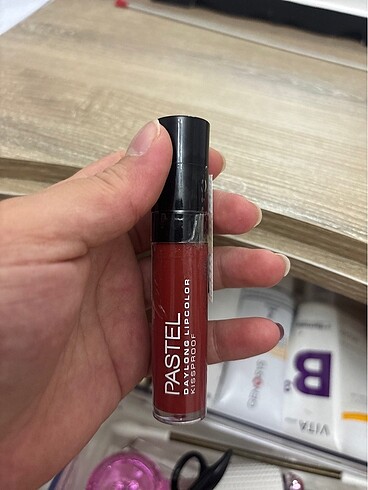 PASTEL
DAYLONG LIPCOLOR
KISSPROOF
B
VITA